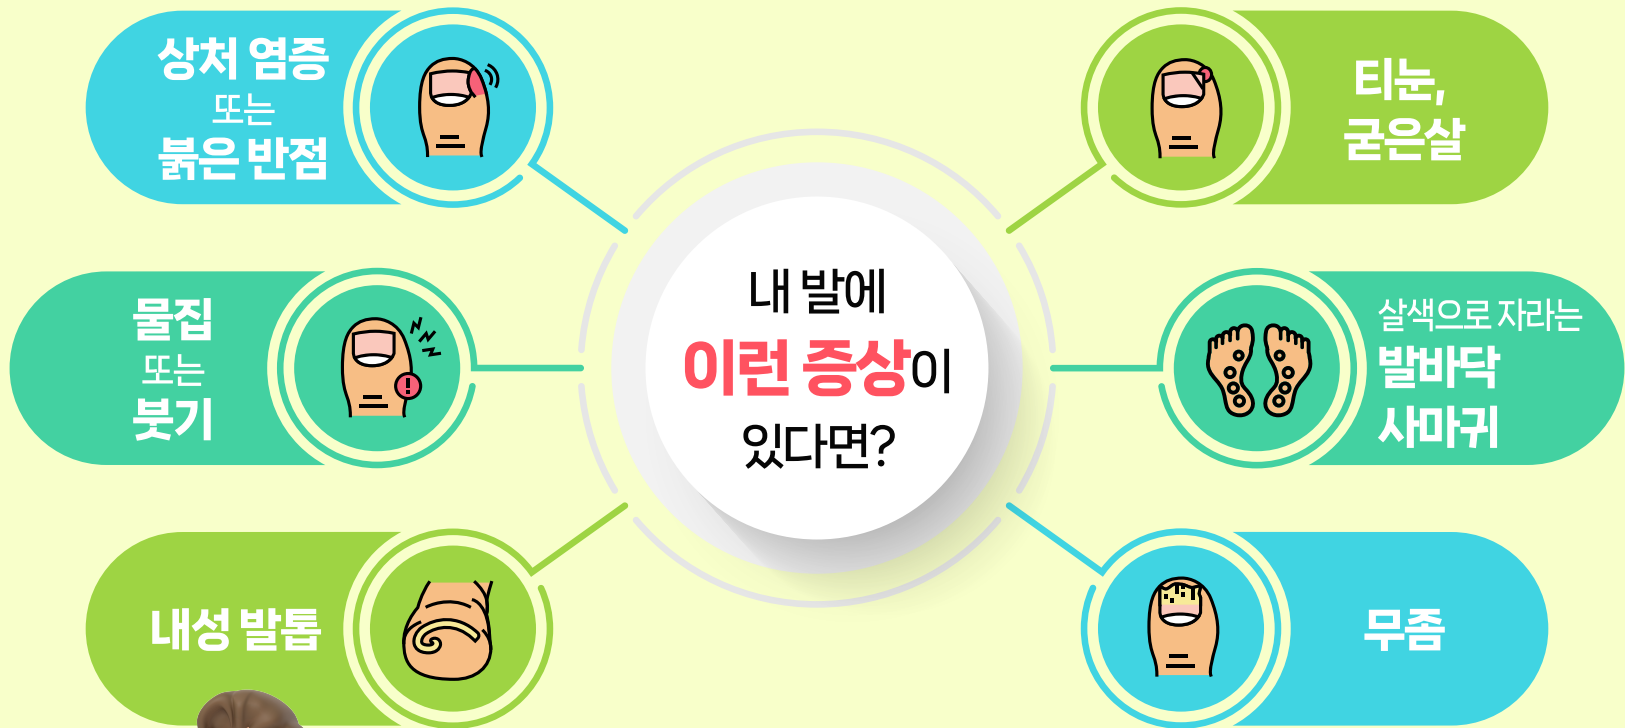 상처 염증
또는
붉은 반점
물집
또는
붓기
내성 발톱
내 발에
이런 증상이
있다면?
티눈,
굳은살
살색으로 자라는
발바닥
사마귀
무좀